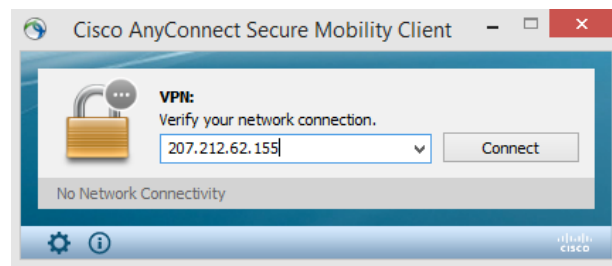 Cisco AnyConnect Secure Mobility Client
VPN:
Verify your network connection.
207.212.62.155
Connect
No Network Connectivity
cisco